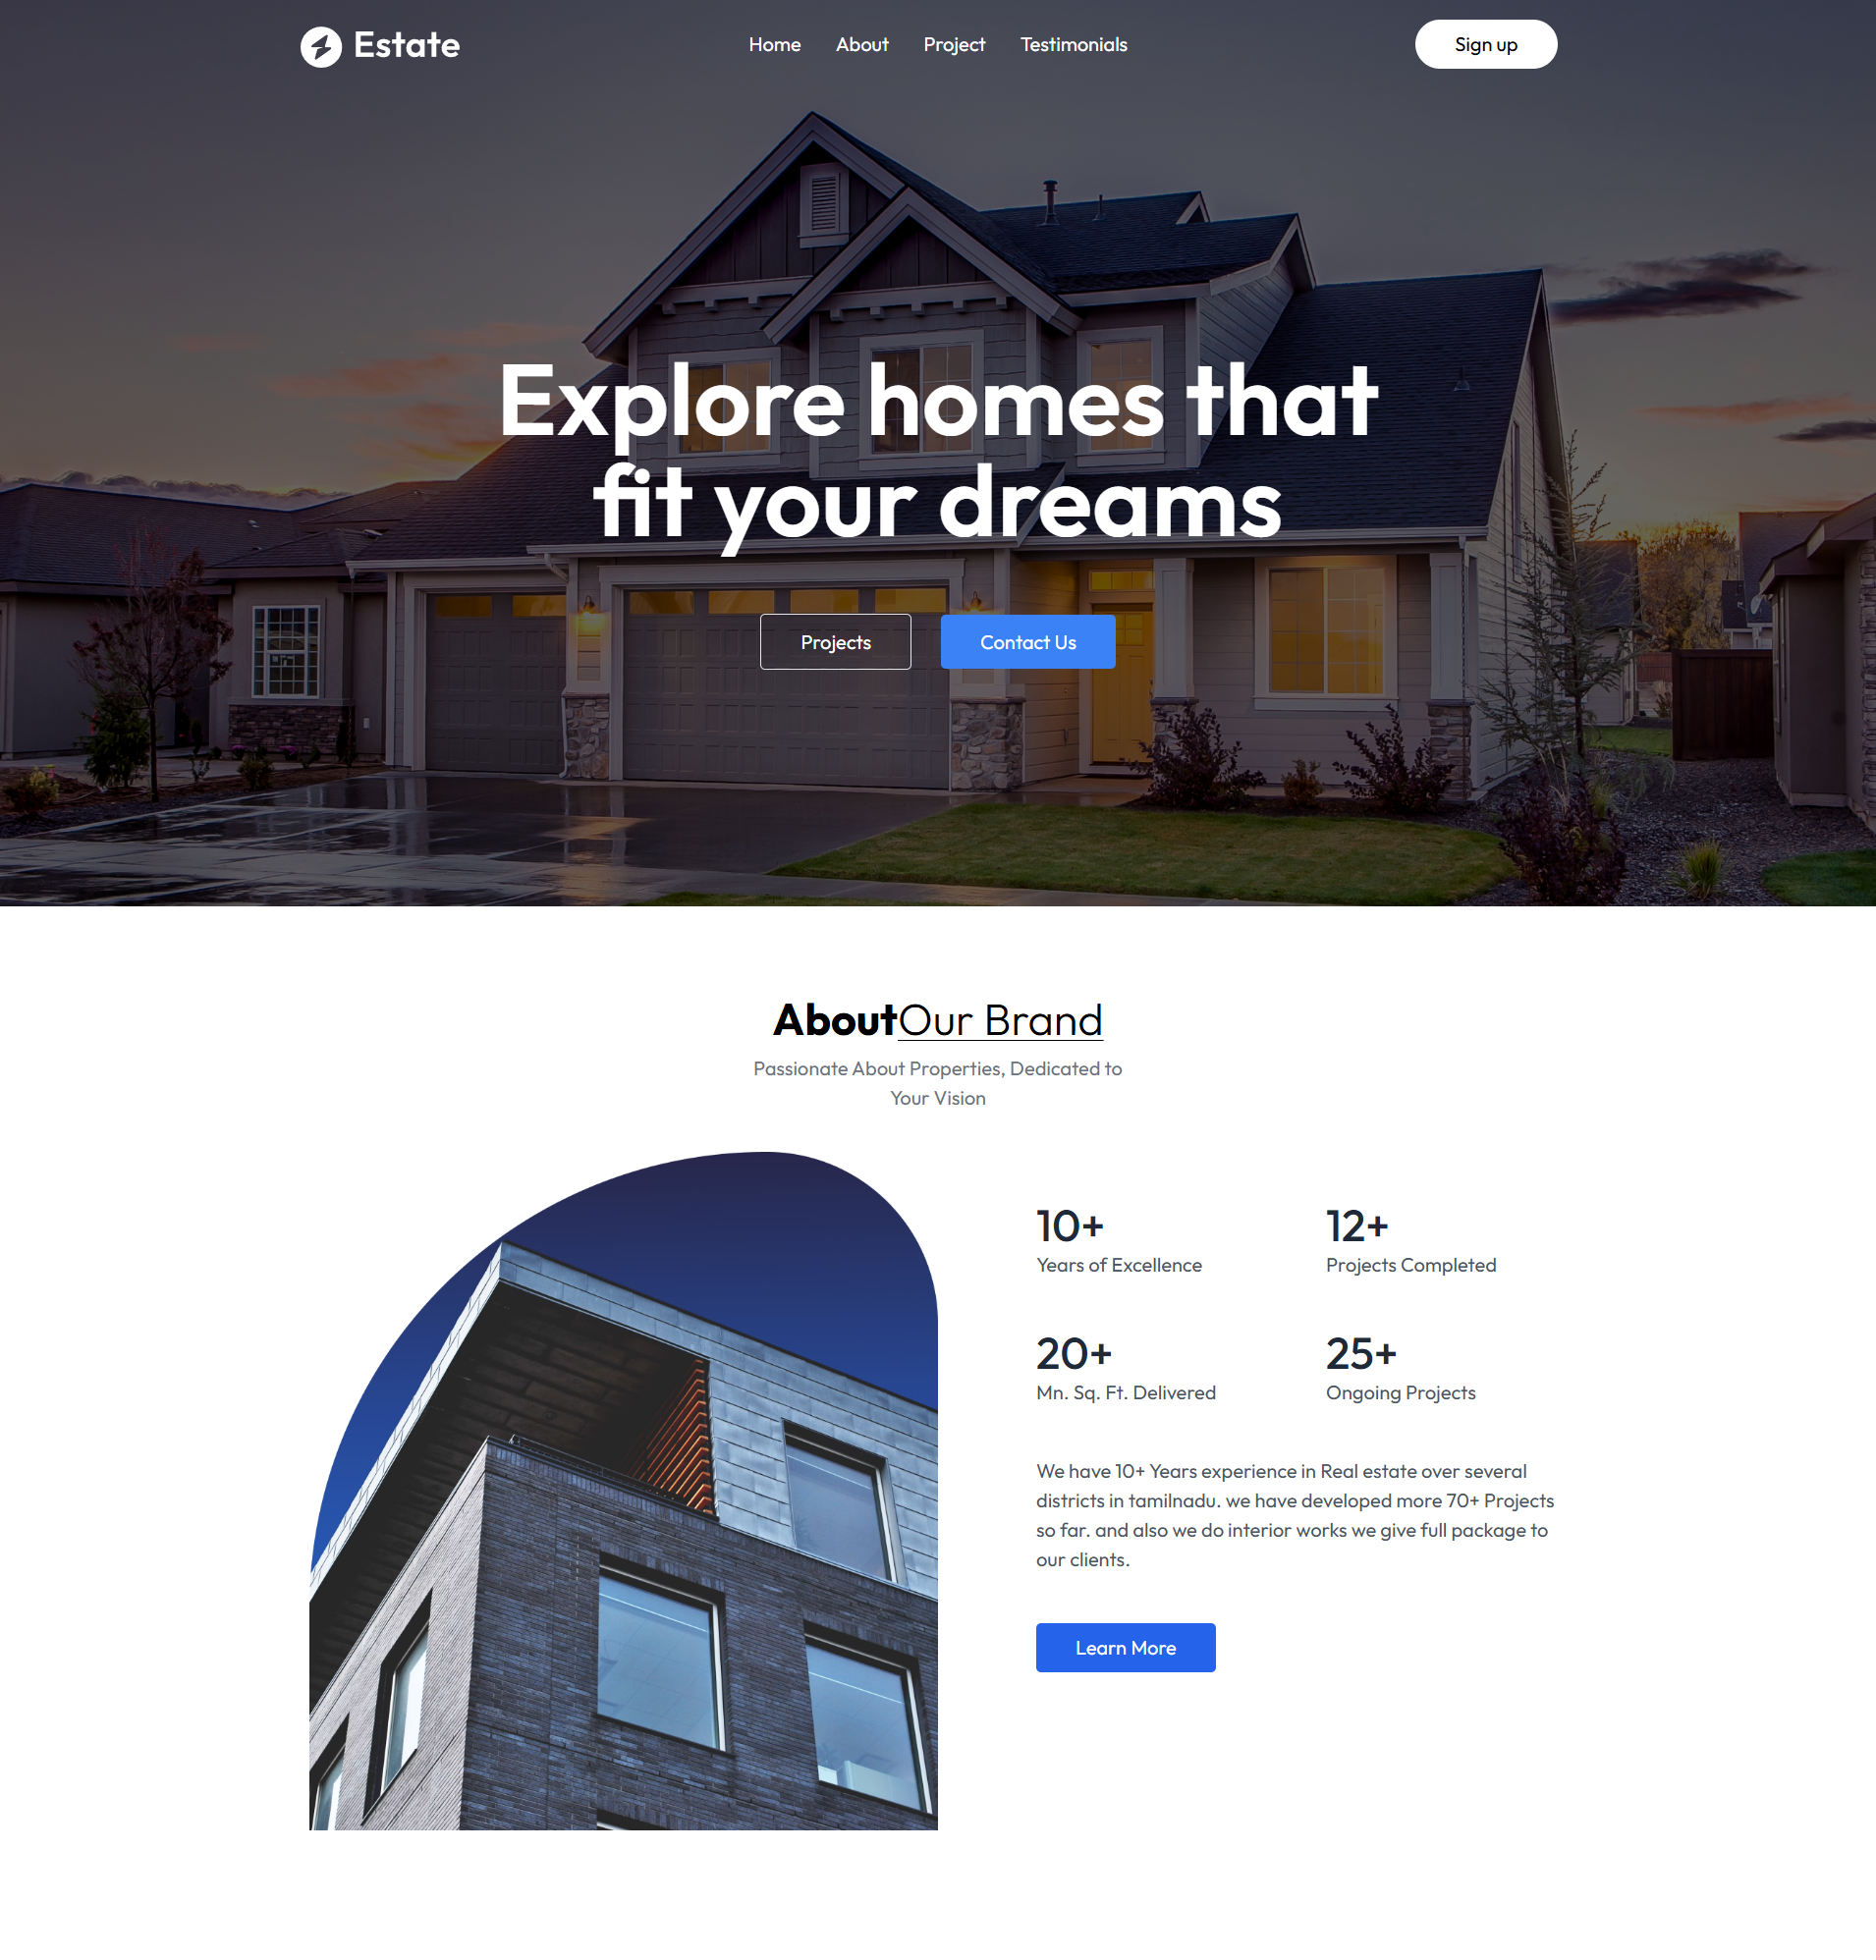 Estate
Home About Project Testimonials
Sign up
Explore homes that
fit your dreams
Projects
Contact Us
AboutOur Brand
Passionate About Properties, Dedicated to
Your Vision
10+
Years of Excellence
12+
Projects Completed
20+
Mn. Sq. Ft. Delivered
25+
Ongoing Projects
We have 10+ Years experience in Real estate over several
districts in tamilnadu. we have developed more 70+ Projects
so far. and also we do interior works we give full package to
our clients.
Learn More